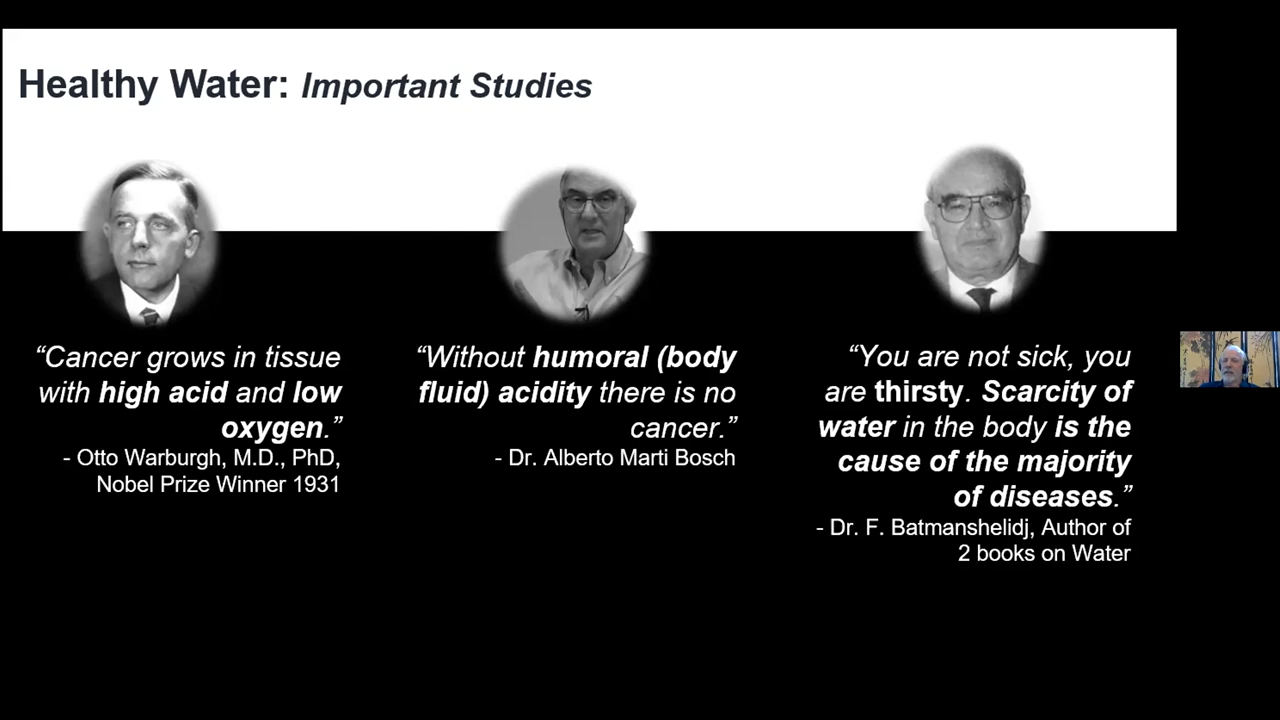 Healthy Water: Important Studies
“Cancer grows in tissue
with high acid and low
oxygen.”
- Otto Warburgh, M.D., PhD,
Nobel Prize Winner 1931
“Without humoral (body
fluid) acidity there is no
cancer.”
- Dr. Alberto Marti Bosch
“You are not sick, you
are thirsty. Scarcity of
water in the body is the
cause of the majority
of diseases.”
- Dr. F. Batmanshelidj, Author of
2 books on Water